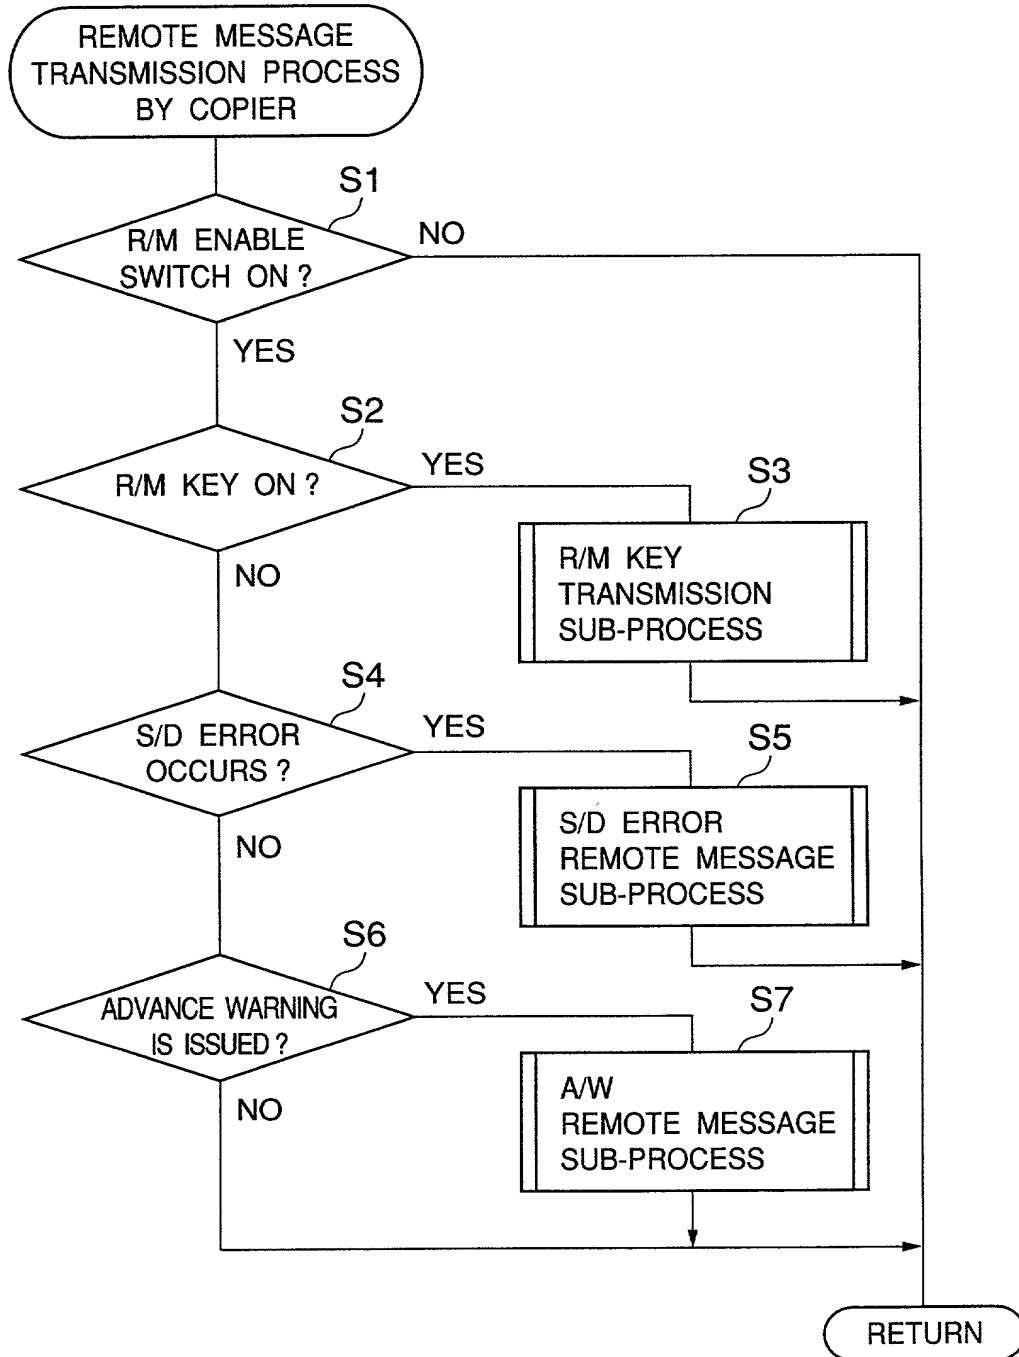 REMOTE MESSAGE
TRANSMISSION PROCESS
BY COPIER
S1
R/M ENABLE
SWITCH ON ?
NO
YES
S2
R/M KEY ON ?
YES
NO
S3
R/M KEY
TRANSMISSION
SUB-PROCESS
S4
S/D ERROR
OCCURS ?
YES
NO
S5
S/D ERROR
REMOTE MESSAGE
SUB-PROCESS
S6
ADVANCE WARNING
IS ISSUED ?
YES
NO
S7
A/W
REMOTE MESSAGE
SUB-PROCESS
RETURN